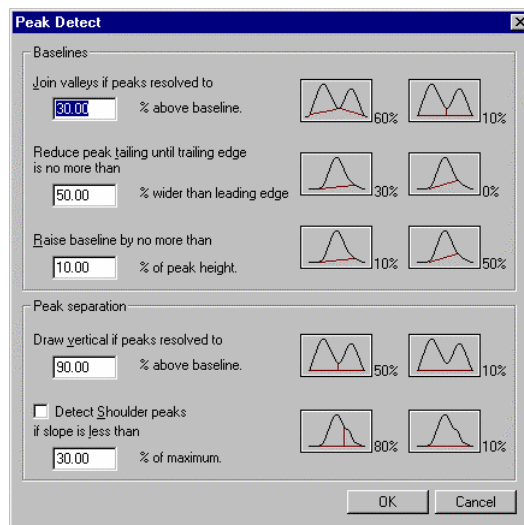 Peak Detect
Baselines
Join valleys if peaks resolved to
30.00 % above baseline.
60% 10%
Reduce peak tailing until trailing edge
is no more than
50.00 % wider than leading edge
30% 0%
Raise baseline by no more than
10.00 % of peak height.
10% 50%
Peak separation
Draw vertical if peaks resolved to
90.00 % above baseline.
50% 10%
Detect Shoulder peaks
if slope is less than
30.00 % of maximum.
80% 10%
OK Cancel